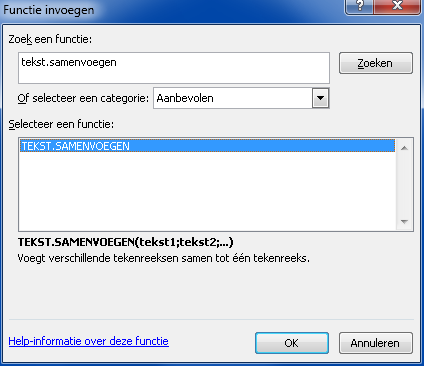 Functie invoegen
Zoek een functie:
tekst.samenvoegen
Zoeken
Of selecteer een categorie: Aanbevolen
Selecteer een functie:
TEKST.SAMENVOEGEN
TEKST.SAMENVOEGEN(tekst1;tekst2;...)
Voegt verschillende tekenreeksen samen tot één tekenreeks.
Help-informatie over deze functie
OK
Annuleren